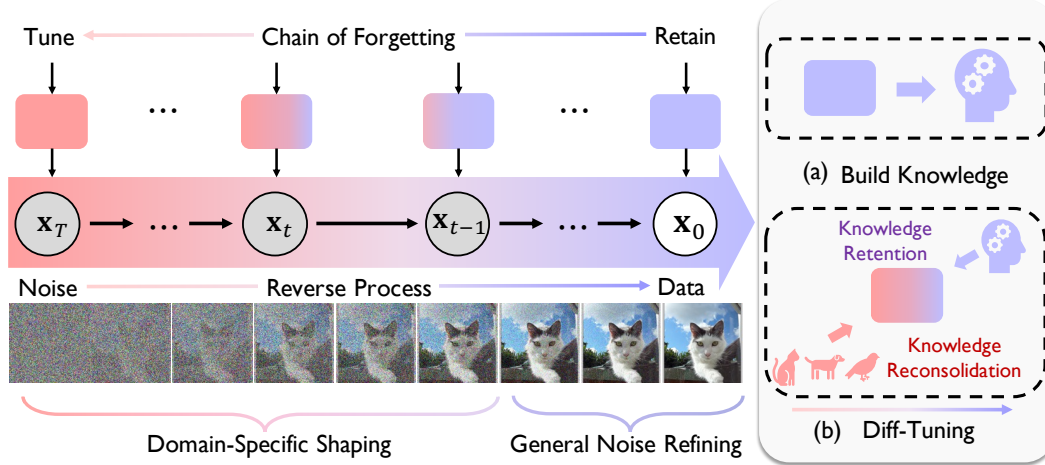 Tune Chain of Forgetting Retain
... ...
x_T ... x_t x_{t−1} ... x_0
Noise Reverse Process Data
Domain-Specific Shaping General Noise Refining
(a) Build Knowledge
Knowledge
Retention
Knowledge
Reconsolidation
(b) Diff-Tuning